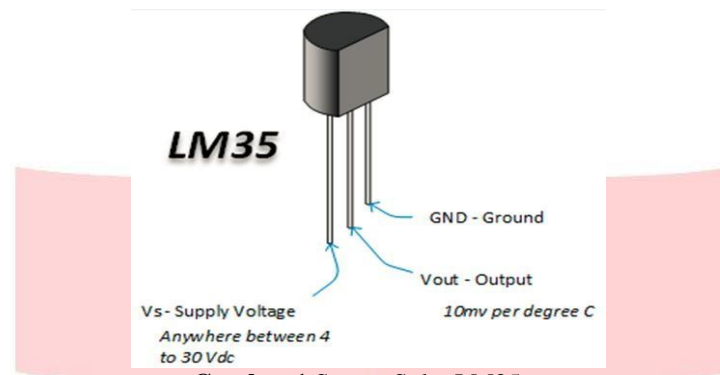 LM35
GND - Ground
Vout - Output
10mv per degree C
Vs- Supply Voltage
Anywhere between 4
to 30 Vdc